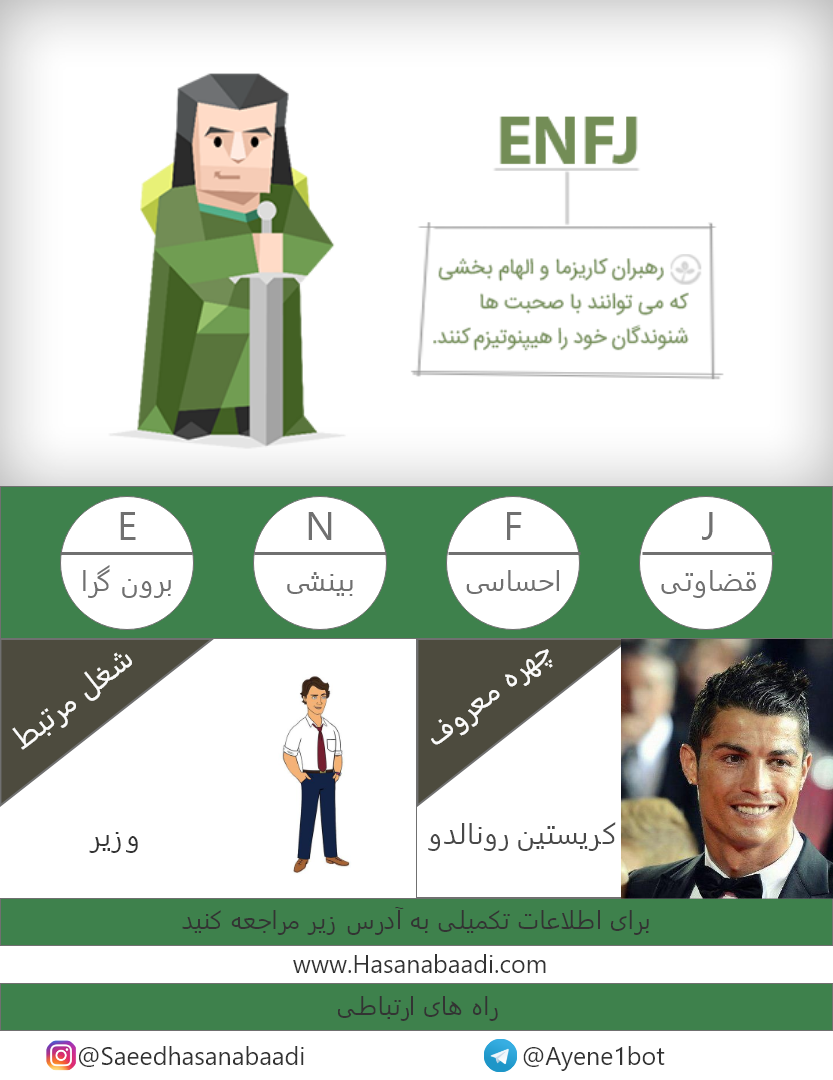 ENFJ
رهبران کاریزما و الهام بخشی
که می توانند با صحبت ها
شنوندگان خود را هیپنوتیزم کنند.
E
برون گرا
N
بینشی
F
احساسی
J
قضاوتی
شغل مرتبط
وزیر
چهره معروف
کریستین رونالدو
برای اطلاعات تکمیلی به آدرس زیر مراجعه کنید
www.Hasanabaadi.com
راه های ارتباطی
@Saeedhasanabaadi
@Ayene1bot